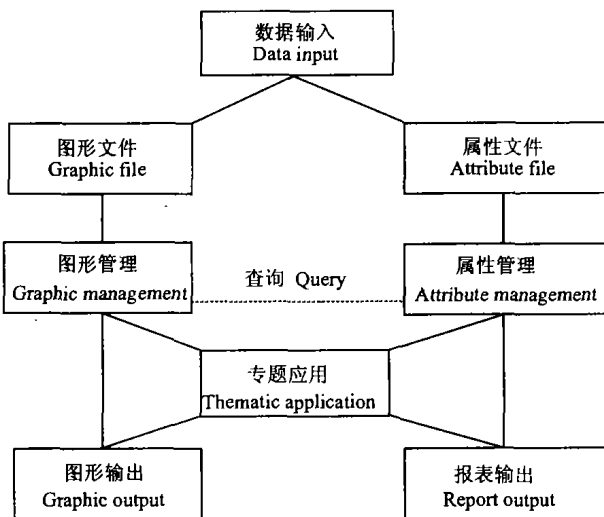 数据输入
Data input
图形文件
Graphic file
属性文件
Attribute file
图形管理
Graphic management
查询 Query
属性管理
Attribute management
专题应用
Thematic application
图形输出
Graphic output
报表输出
Report output